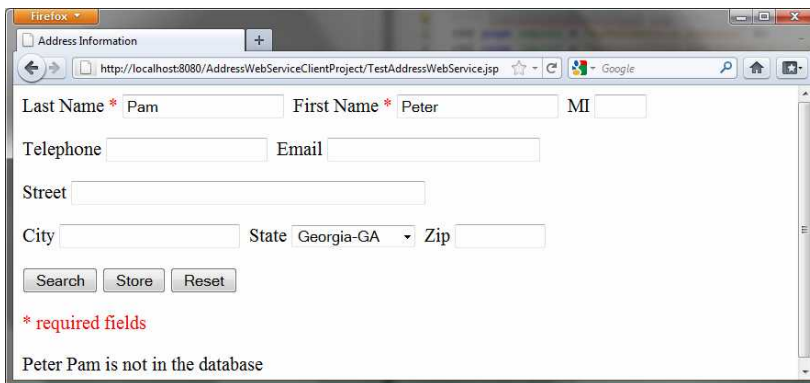 Firefox
Address Information
http://localhost:8080/AddressWebServiceClientProject/TestAddressWebService.jsp
Google
Last Name * Pam First Name * Peter MI
Telephone Email
Street
City State Georgia-GA Zip
Search Store Reset
* required fields
Peter Pam is not in the database